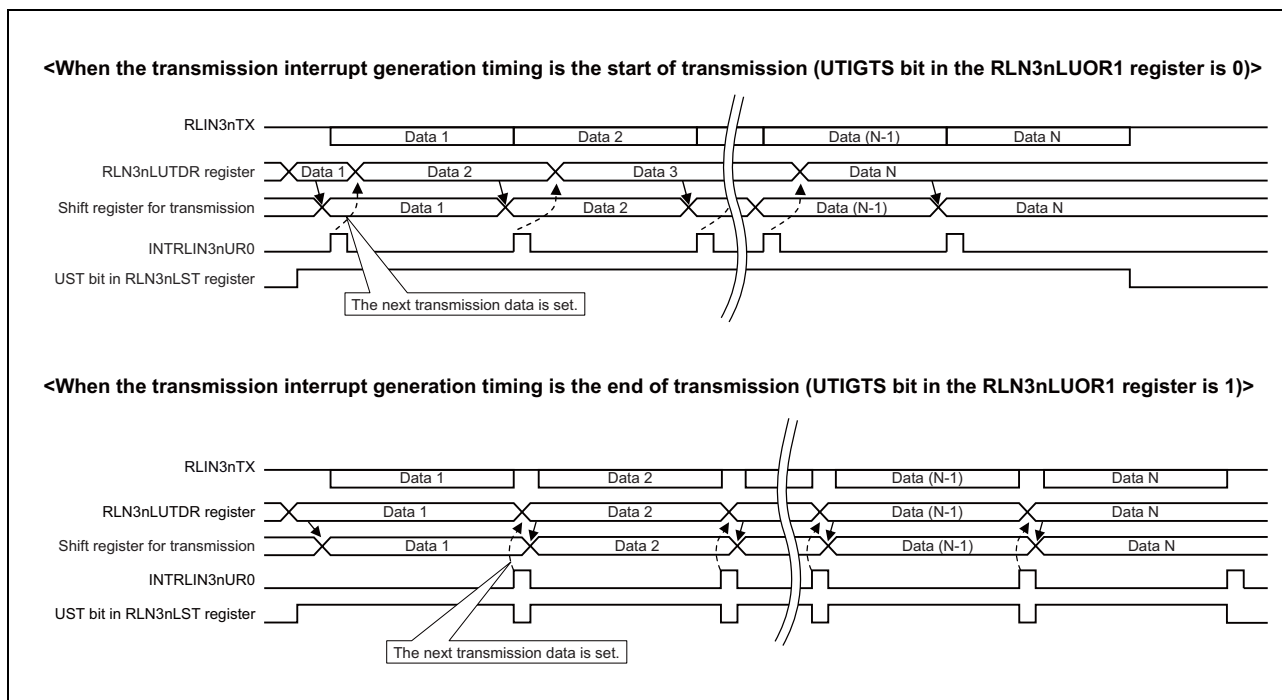 <When the transmission interrupt generation timing is the start of transmission (UTIGTS bit in the RLN3nLUOR1 register is 0)>
RLIN3nTX
Data 1
Data 2
Data (N-1)
Data N
RLN3nLUTDR register
Data 1
Data 2
Data 3
Data N
Shift register for transmission
Data 1
Data 2
Data (N-1)
Data N
INTRLIN3nUR0
UST bit in RLN3nLST register
The next transmission data is set.
<When the transmission interrupt generation timing is the end of transmission (UTIGTS bit in the RLN3nLUOR1 register is 1)>
RLIN3nTX
Data 1
Data 2
Data (N-1)
Data N
RLN3nLUTDR register
Data 1
Data 2
Data (N-1)
Data N
Shift register for transmission
Data 1
Data 2
Data (N-1)
Data N
INTRLIN3nUR0
UST bit in RLN3nLST register
The next transmission data is set.